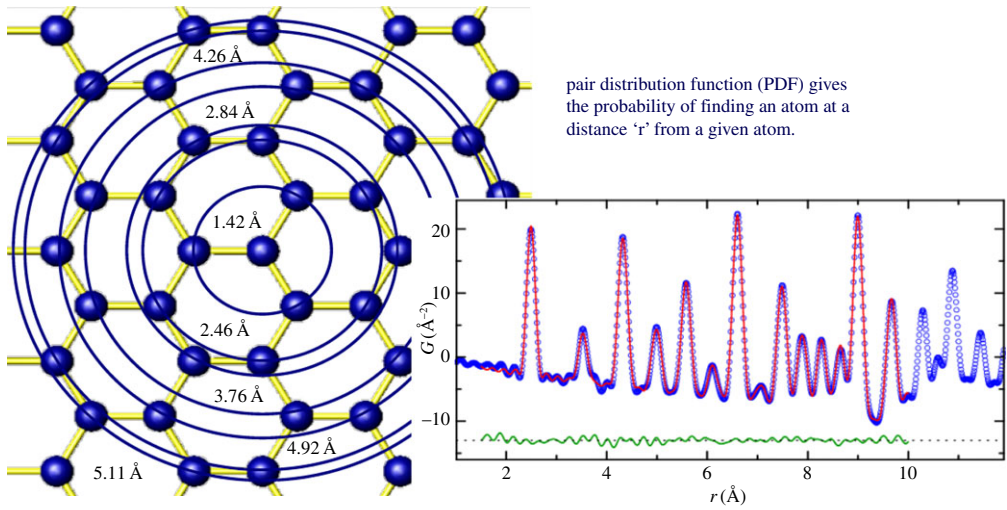 4.26 Å
2.84 Å
1.42 Å
2.46 Å
3.76 Å
4.92 Å
5.11 Å
pair distribution function (PDF) gives
the probability of finding an atom at a
distance ‘r’ from a given atom.
G (Å⁻²)
20
10
0
−10
2
4
6
8
10
r (Å)